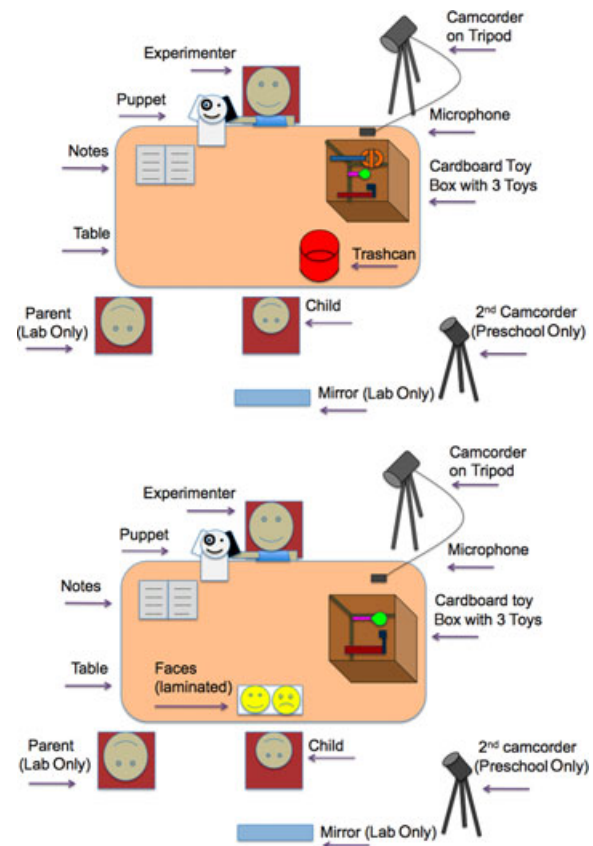 Camcorder
on Tripod
Experimenter
Puppet
Microphone
Notes
Cardboard Toy
Box with 3 Toys
Table
Trashcan
Parent
(Lab Only)
Child
2nd Camcorder
(Preschool Only)
Mirror (Lab Only)
Camcorder
on Tripod
Experimenter
Puppet
Microphone
Notes
Cardboard toy
Box with 3 Toys
Table
Faces
(laminated)
Parent
(Lab Only)
Child
2nd camcorder
(Preschool Only)
Mirror (Lab Only)